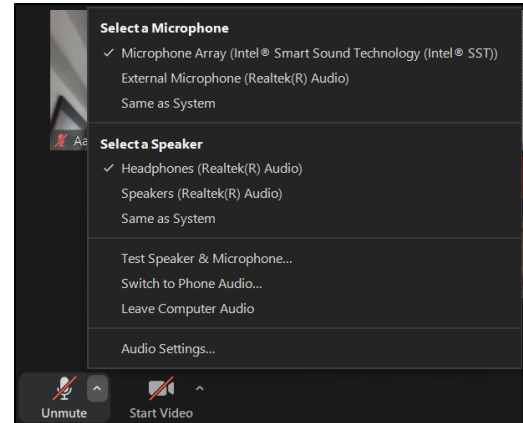 Select a Microphone
Microphone Array (Intel® Smart Sound Technology (Intel® SST))
External Microphone (Realtek(R) Audio)
Same as System
Aa
Select a Speaker
Headphones (Realtek(R) Audio)
Speakers (Realtek(R) Audio)
Same as System
Test Speaker & Microphone...
Switch to Phone Audio...
Leave Computer Audio
Audio Settings...
Unmute
Start Video